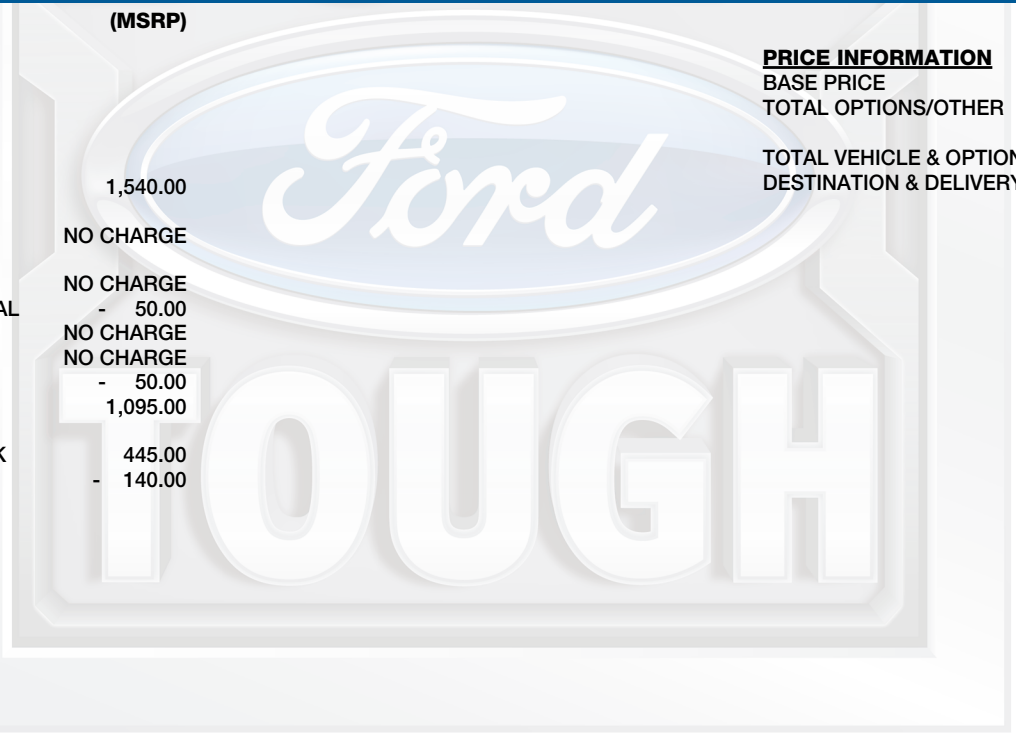 (MSRP)
1,540.00
NO CHARGE
NO CHARGE
AL - 50.00
NO CHARGE
NO CHARGE
- 50.00
1,095.00
K 445.00
- 140.00
PRICE INFORMATION
BASE PRICE
TOTAL OPTIONS/OTHER
TOTAL VEHICLE & OPTION
DESTINATION & DELIVERY
Ford
TOUGH